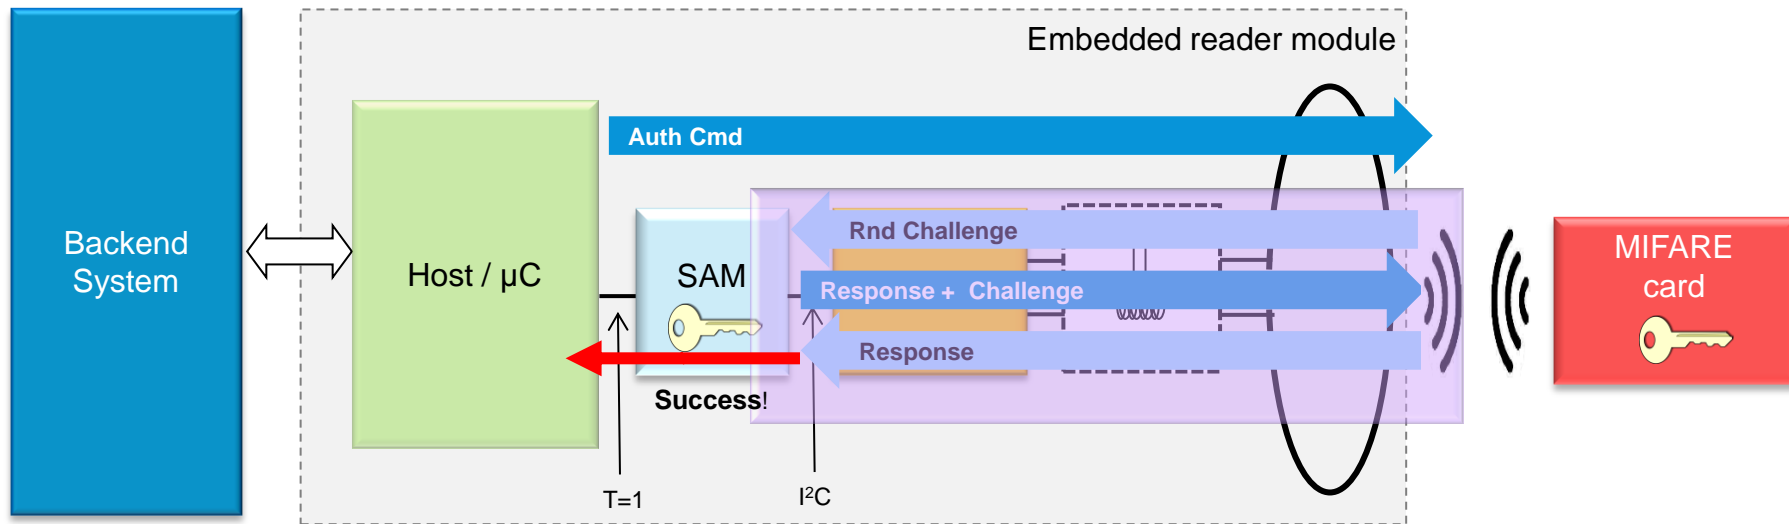 Embedded reader module
Auth Cmd
Backend
System
Host / µC
SAM
Rnd Challenge
Response + Challenge
Response
MIFARE
card
Success!
T=1
I²C